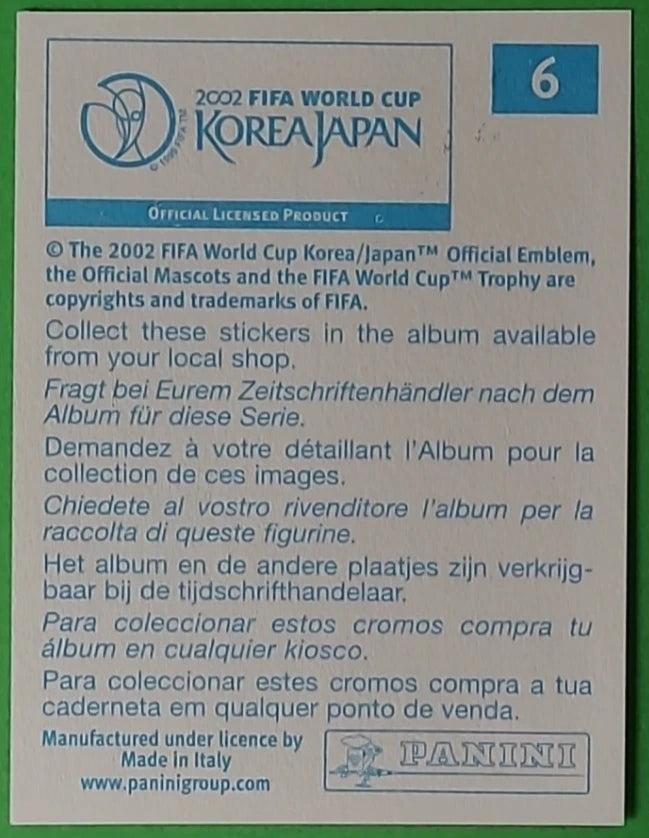 2002 FIFA WORLD CUP
KOREAJAPAN
© 1999 FIFA TM
OFFICIAL LICENSED PRODUCT
6
© The 2002 FIFA World Cup Korea/Japan™ Official Emblem,
the Official Mascots and the FIFA World Cup™ Trophy are
copyrights and trademarks of FIFA.
Collect these stickers in the album available
from your local shop.
Fragt bei Eurem Zeitschriftenhändler nach dem
Album für diese Serie.
Demandez à votre détaillant l'Album pour la
collection de ces images.
Chiedete al vostro rivenditore l'album per la
raccolta di queste figurine.
Het album en de andere plaatjes zijn verkrijg-
baar bij de tijdschrifthandelaar.
Para coleccionar estos cromos compra tu
álbum en cualquier kiosco.
Para coleccionar estes cromos compra a tua
caderneta em qualquer ponto de venda.
Manufactured under licence by
Made in Italy
www.paninigroup.com
PANINI